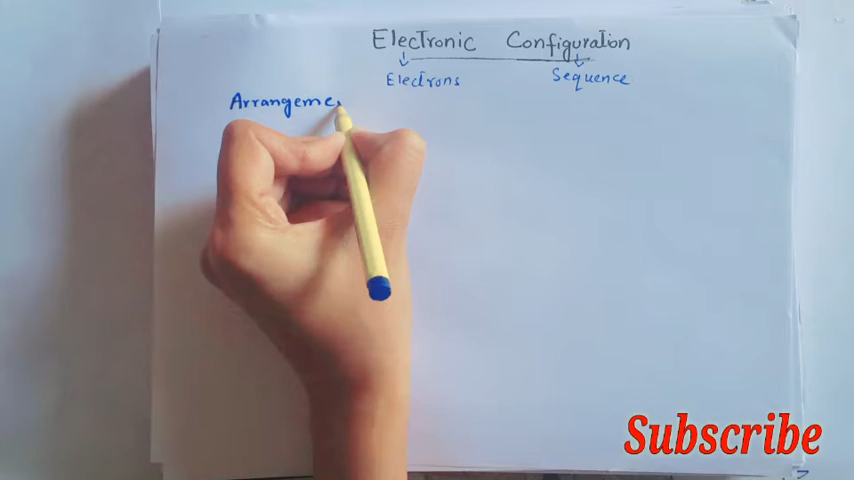 Electronic Configuration
Electrons Sequence
Arrangeme
Subscribe